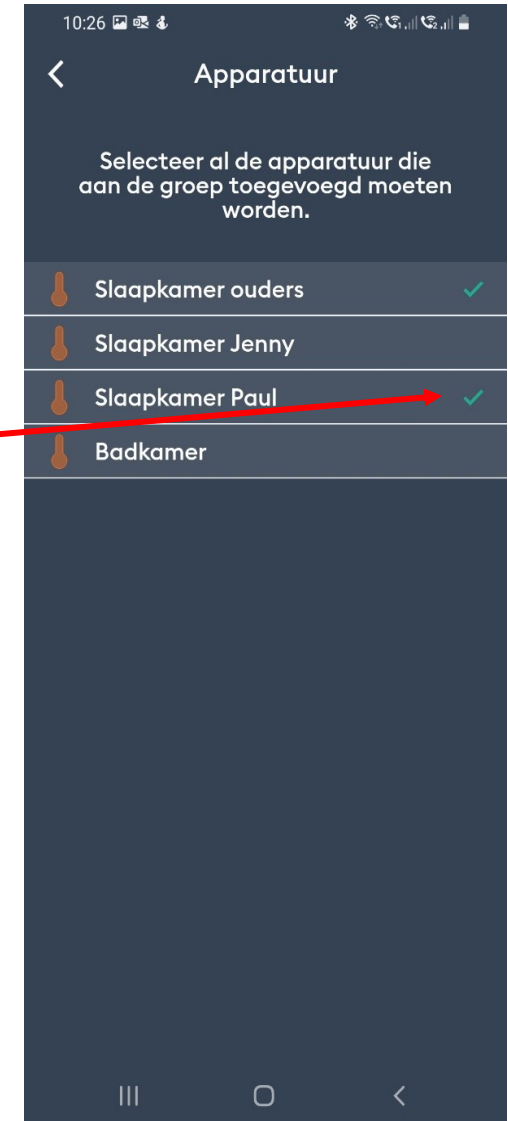 10:26
Apparatuur
Selecteer al de apparatuur die
aan de groep toegevoegd moeten
worden.
Slaapkamer ouders
Slaapkamer Jenny
Slaapkamer Paul
Badkamer